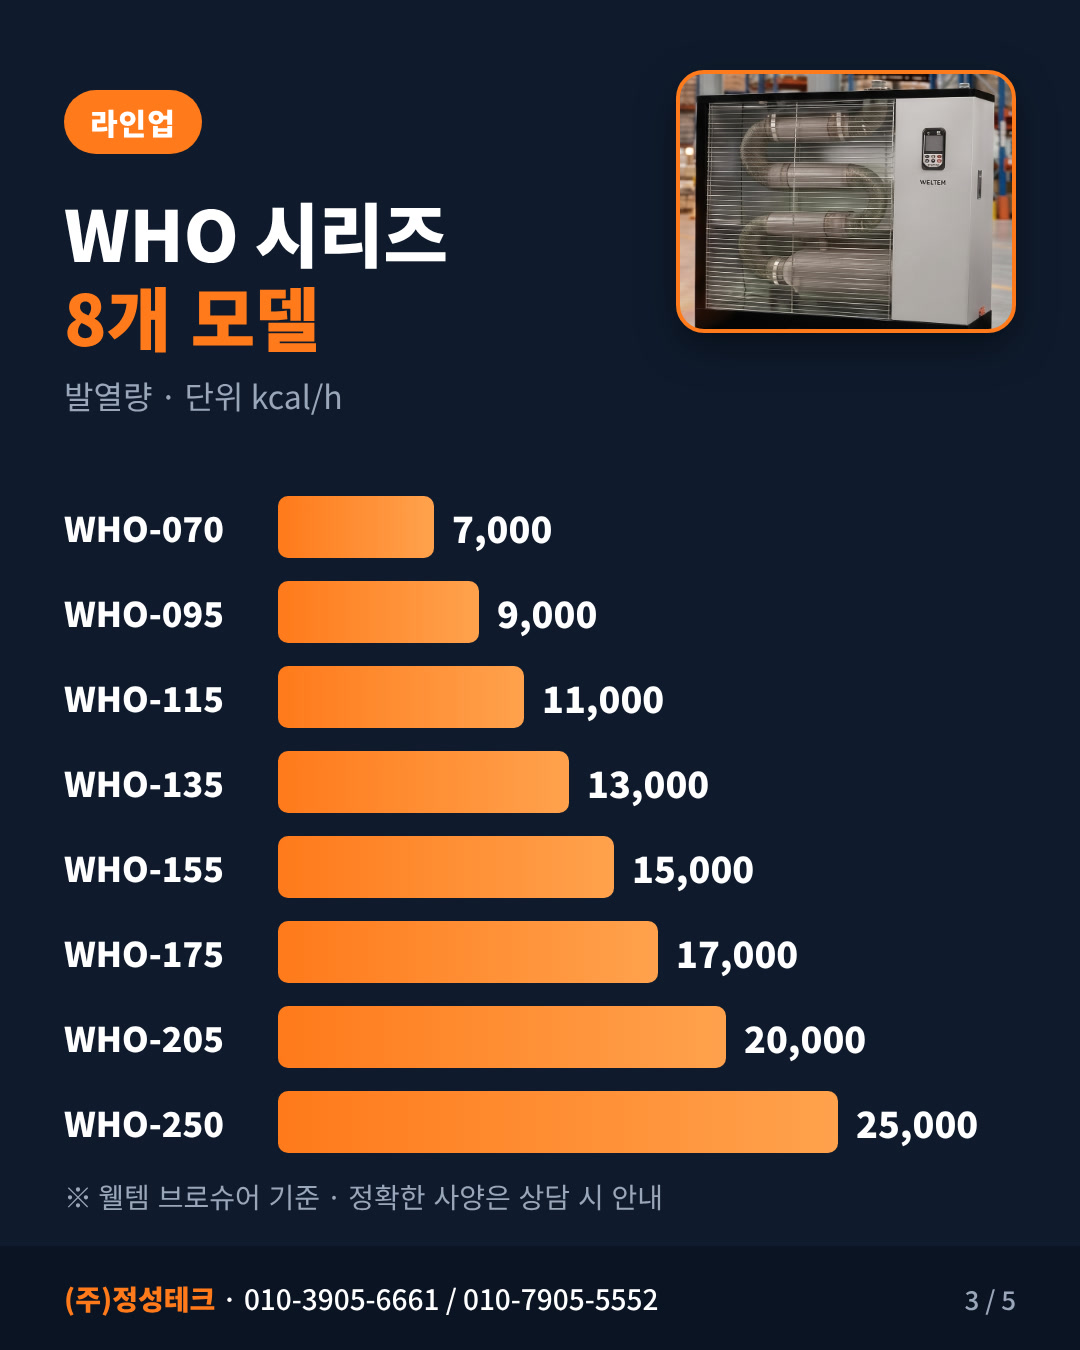 라인업
WHO 시리즈
8개 모델
발열량 · 단위 kcal/h
WELTEM
WHO-070 7,000
WHO-095 9,000
WHO-115 11,000
WHO-135 13,000
WHO-155 15,000
WHO-175 17,000
WHO-205 20,000
WHO-250 25,000
※ 웰템 브로슈어 기준 · 정확한 사양은 상담 시 안내
(주)정성테크 · 010-3905-6661 / 010-7905-5552
3 / 5